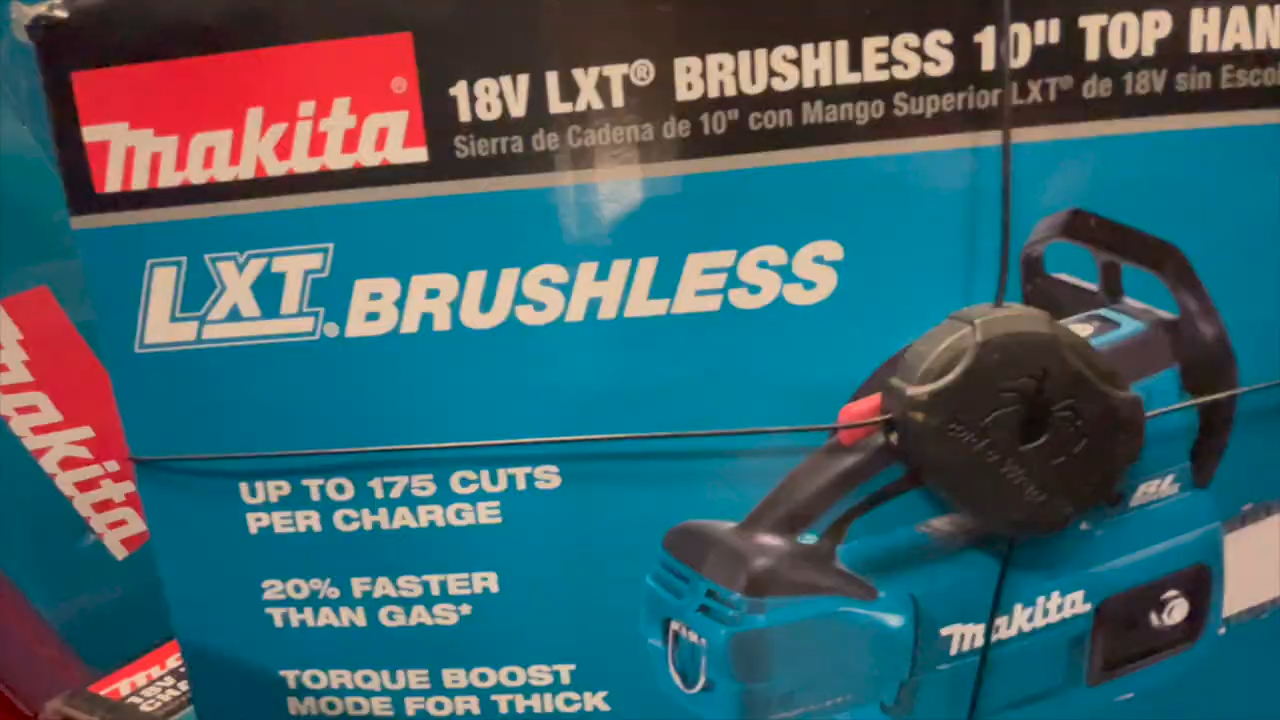 makita®
18V LXT® BRUSHLESS 10" TOP HAN
Sierra de Cadena de 10" con Mango Superior LXT® de 18V sin Esco
LXT.BRUSHLESS
makita
UP TO 175 CUTS
PER CHARGE
20% FASTER
THAN GAS*
TORQUE BOOST
MODE FOR THICK
BL
makita
18V